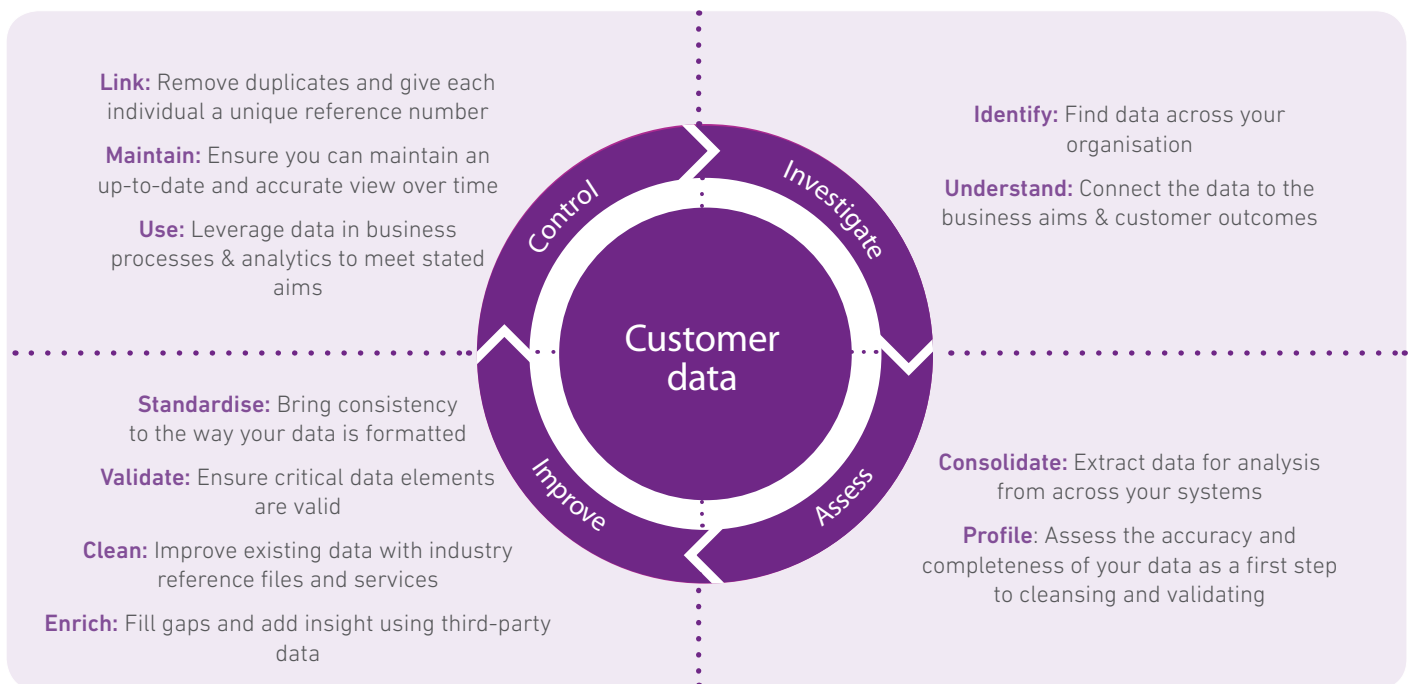 Link: Remove duplicates and give each
individual a unique reference number
Maintain: Ensure you can maintain an
up-to-date and accurate view over time
Use: Leverage data in business
processes & analytics to meet stated
aims
Identify: Find data across your
organisation
Understand: Connect the data to the
business aims & customer outcomes
Control
Investigate
Customer
data
Improve
Assess
Standardise: Bring consistency
to the way your data is formatted
Validate: Ensure critical data elements
are valid
Clean: Improve existing data with industry
reference files and services
Enrich: Fill gaps and add insight using third-party
data
Consolidate: Extract data for analysis
from across your systems
Profile: Assess the accuracy and
completeness of your data as a first step
to cleansing and validating